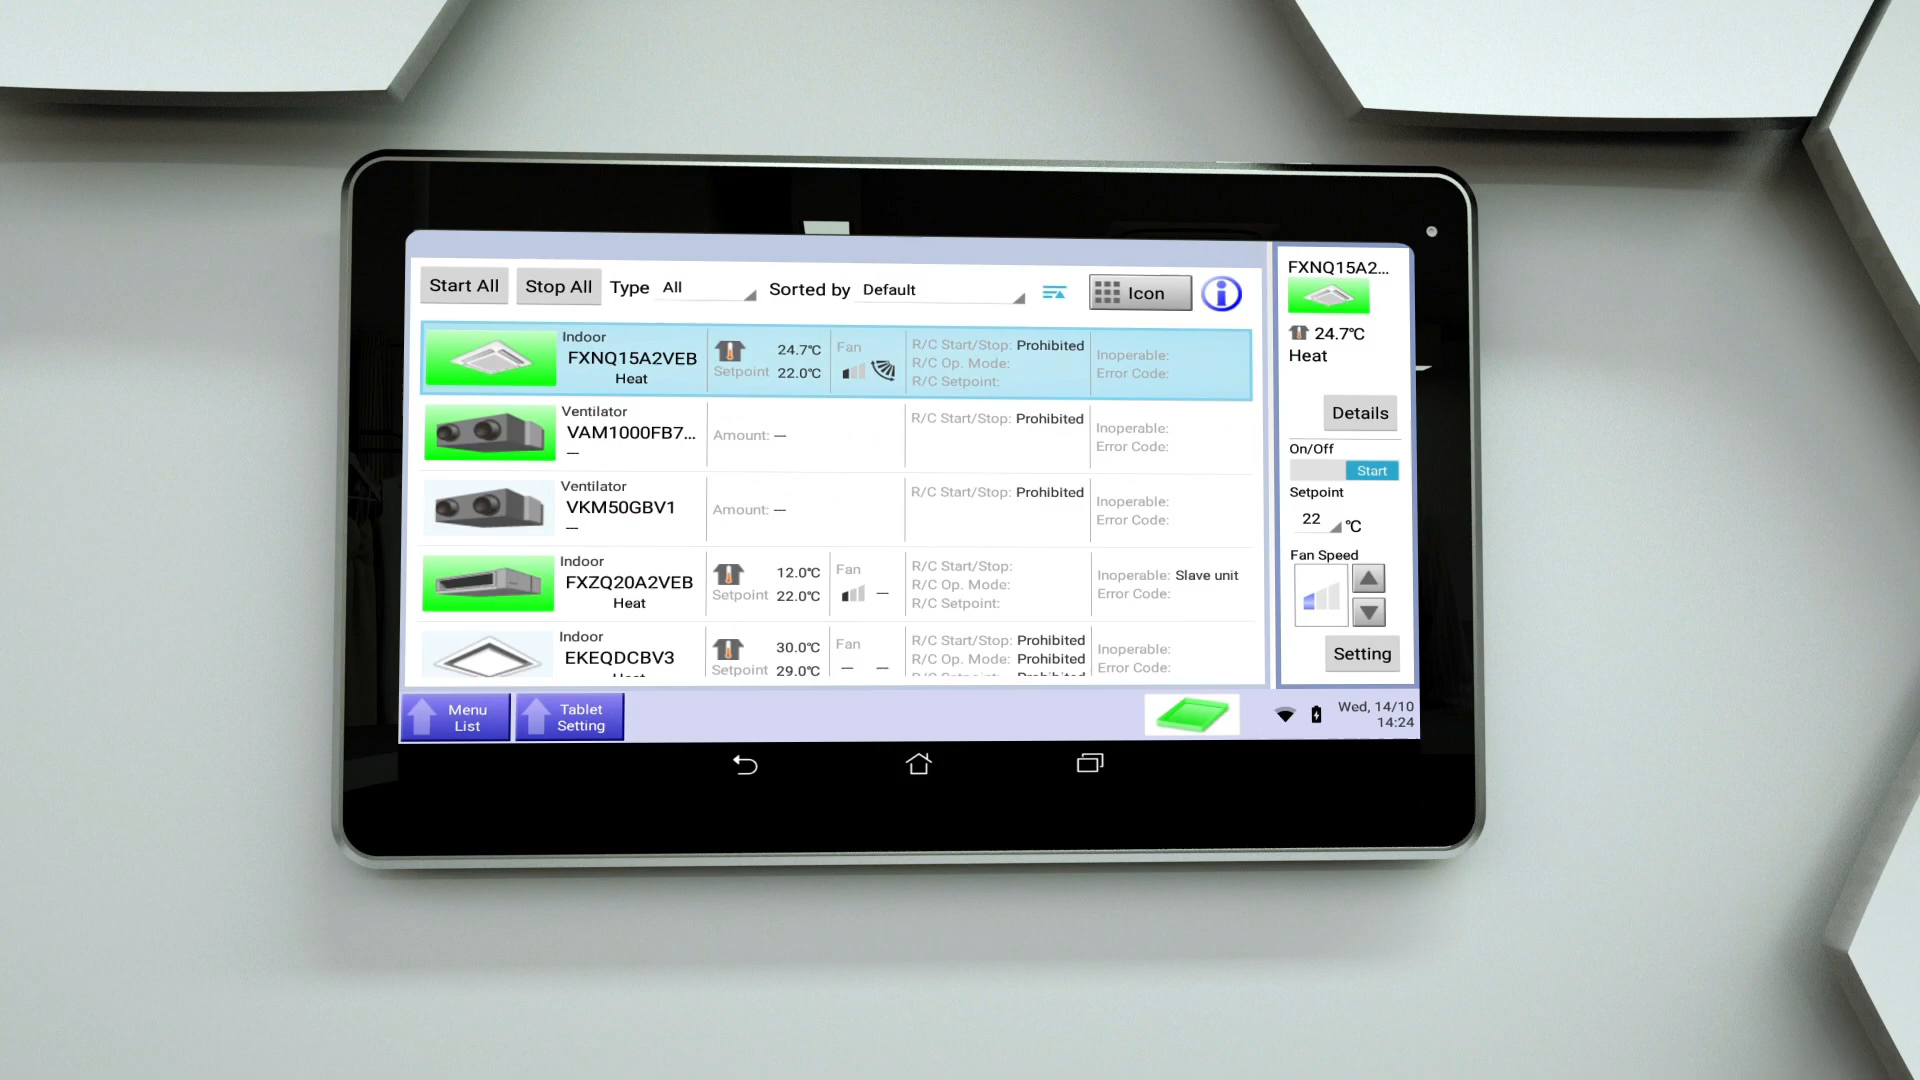 Start All Stop All Type All Sorted by Default Icon
Indoor
FXNQ15A2VEB
Heat
24.7℃
Setpoint 22.0℃
Fan
R/C Start/Stop: Prohibited
R/C Op. Mode:
R/C Setpoint:
Inoperable:
Error Code:
Ventilator
VAM1000FB7...
—
Amount: —
R/C Start/Stop: Prohibited
Inoperable:
Error Code:
Ventilator
VKM50GBV1
—
Amount: —
R/C Start/Stop: Prohibited
Inoperable:
Error Code:
Indoor
FXZQ20A2VEB
Heat
12.0℃
Setpoint 22.0℃
Fan
—
R/C Start/Stop:
R/C Op. Mode:
R/C Setpoint:
Inoperable: Slave unit
Error Code:
Indoor
EKEQDCBV3
Heat
30.0℃
Setpoint 29.0℃
Fan
— —
R/C Start/Stop: Prohibited
R/C Op. Mode: Prohibited
R/C Setpoint: Prohibited
Inoperable:
Error Code:
FXNQ15A2...
24.7℃
Heat
Details
On/Off
Start
Setpoint
22 ℃
Fan Speed
Setting
Menu
List
Tablet
Setting
Wed, 14/10
14:24